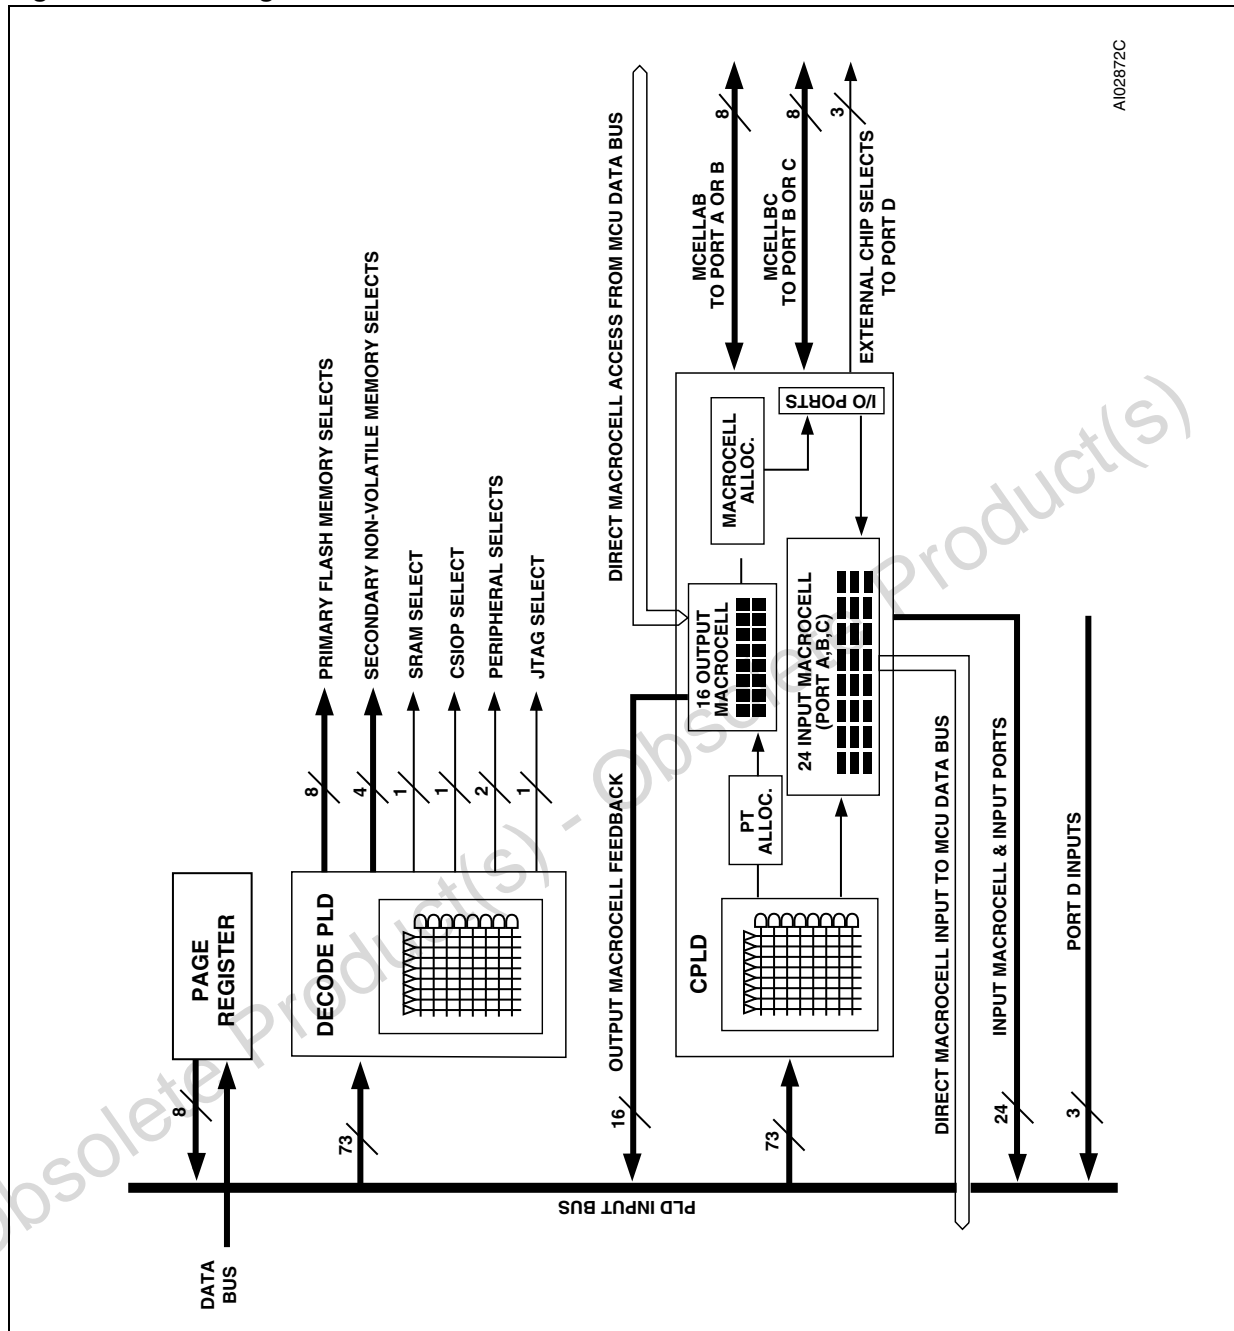 AI02872C
DATA
BUS
8
PAGE
REGISTER
73
DECODE PLD
8
PRIMARY FLASH MEMORY SELECTS
4
SECONDARY NON-VOLATILE MEMORY SELECTS
1
SRAM SELECT
1
CSIOP SELECT
2
PERIPHERAL SELECTS
1
JTAG SELECT
PLD INPUT BUS
16
OUTPUT MACROCELL FEEDBACK
DIRECT MACROCELL ACCESS FROM MCU DATA BUS
73
CPLD
PT
ALLOC.
16 OUTPUT
MACROCELL
MACROCELL
ALLOC.
I/O PORTS
24 INPUT MACROCELL
(PORT A,B,C)
MCELLAB
TO PORT A OR B
8
MCELLBC
TO PORT B OR C
8
EXTERNAL CHIP SELECTS
TO PORT D
3
DIRECT MACROCELL INPUT TO MCU DATA BUS
24
INPUT MACROCELL & INPUT PORTS
3
PORT D INPUTS
Obsolete Product(s) - Obsolete Product(s)